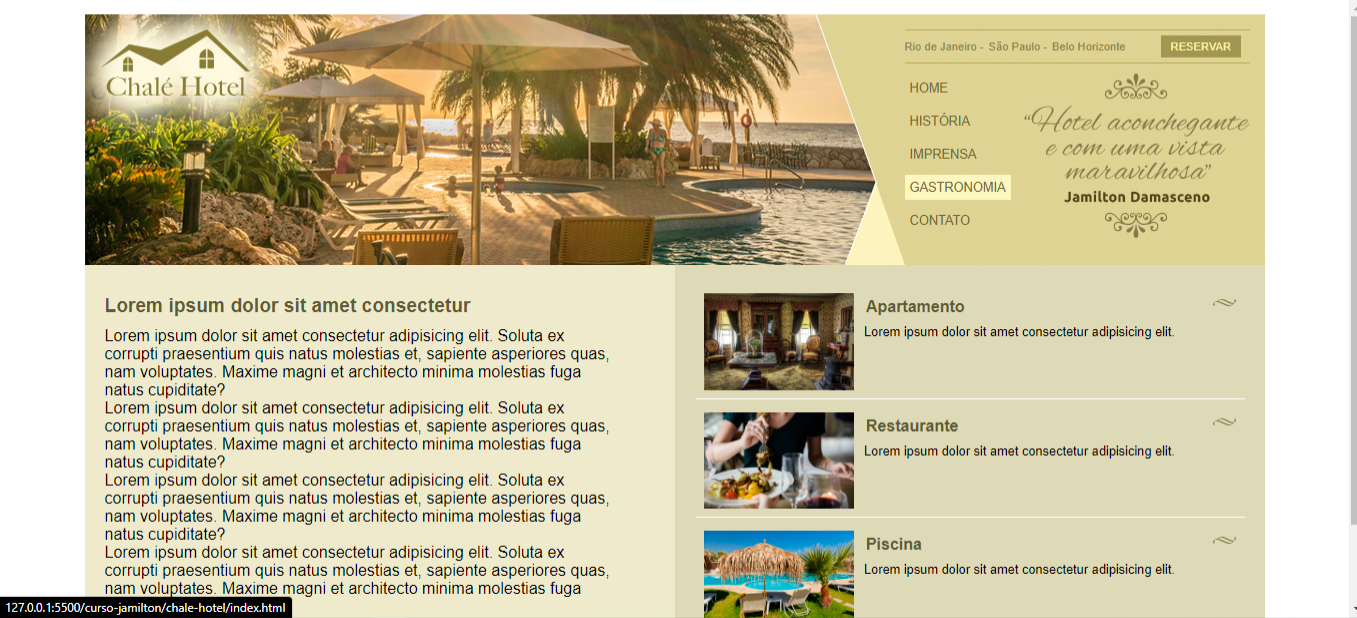 Chalé Hotel
Rio de Janeiro - São Paulo - Belo Horizonte
RESERVAR
HOME
HISTÓRIA
IMPRENSA
GASTRONOMIA
CONTATO
“Hotel aconchegante
e com uma vista
maravilhosa”
Jamilton Damasceno
Lorem ipsum dolor sit amet consectetur
Lorem ipsum dolor sit amet consectetur adipisicing elit. Soluta ex
corrupti praesentium quis natus molestias et, sapiente asperiores quas,
nam voluptates. Maxime magni et architecto minima molestias fuga
natus cupiditate?
Lorem ipsum dolor sit amet consectetur adipisicing elit. Soluta ex
corrupti praesentium quis natus molestias et, sapiente asperiores quas,
nam voluptates. Maxime magni et architecto minima molestias fuga
natus cupiditate?
Lorem ipsum dolor sit amet consectetur adipisicing elit. Soluta ex
corrupti praesentium quis natus molestias et, sapiente asperiores quas,
nam voluptates. Maxime magni et architecto minima molestias fuga
natus cupiditate?
Lorem ipsum dolor sit amet consectetur adipisicing elit. Soluta ex
corrupti praesentium quis natus molestias et, sapiente asperiores quas,
nam voluptates. Maxime magni et architecto minima molestias fuga
Apartamento
Lorem ipsum dolor sit amet consectetur adipisicing elit.
Restaurante
Lorem ipsum dolor sit amet consectetur adipisicing elit.
Piscina
Lorem ipsum dolor sit amet consectetur adipisicing elit.
127.0.0.1:5500/curso-jamilton/chale-hotel/index.html